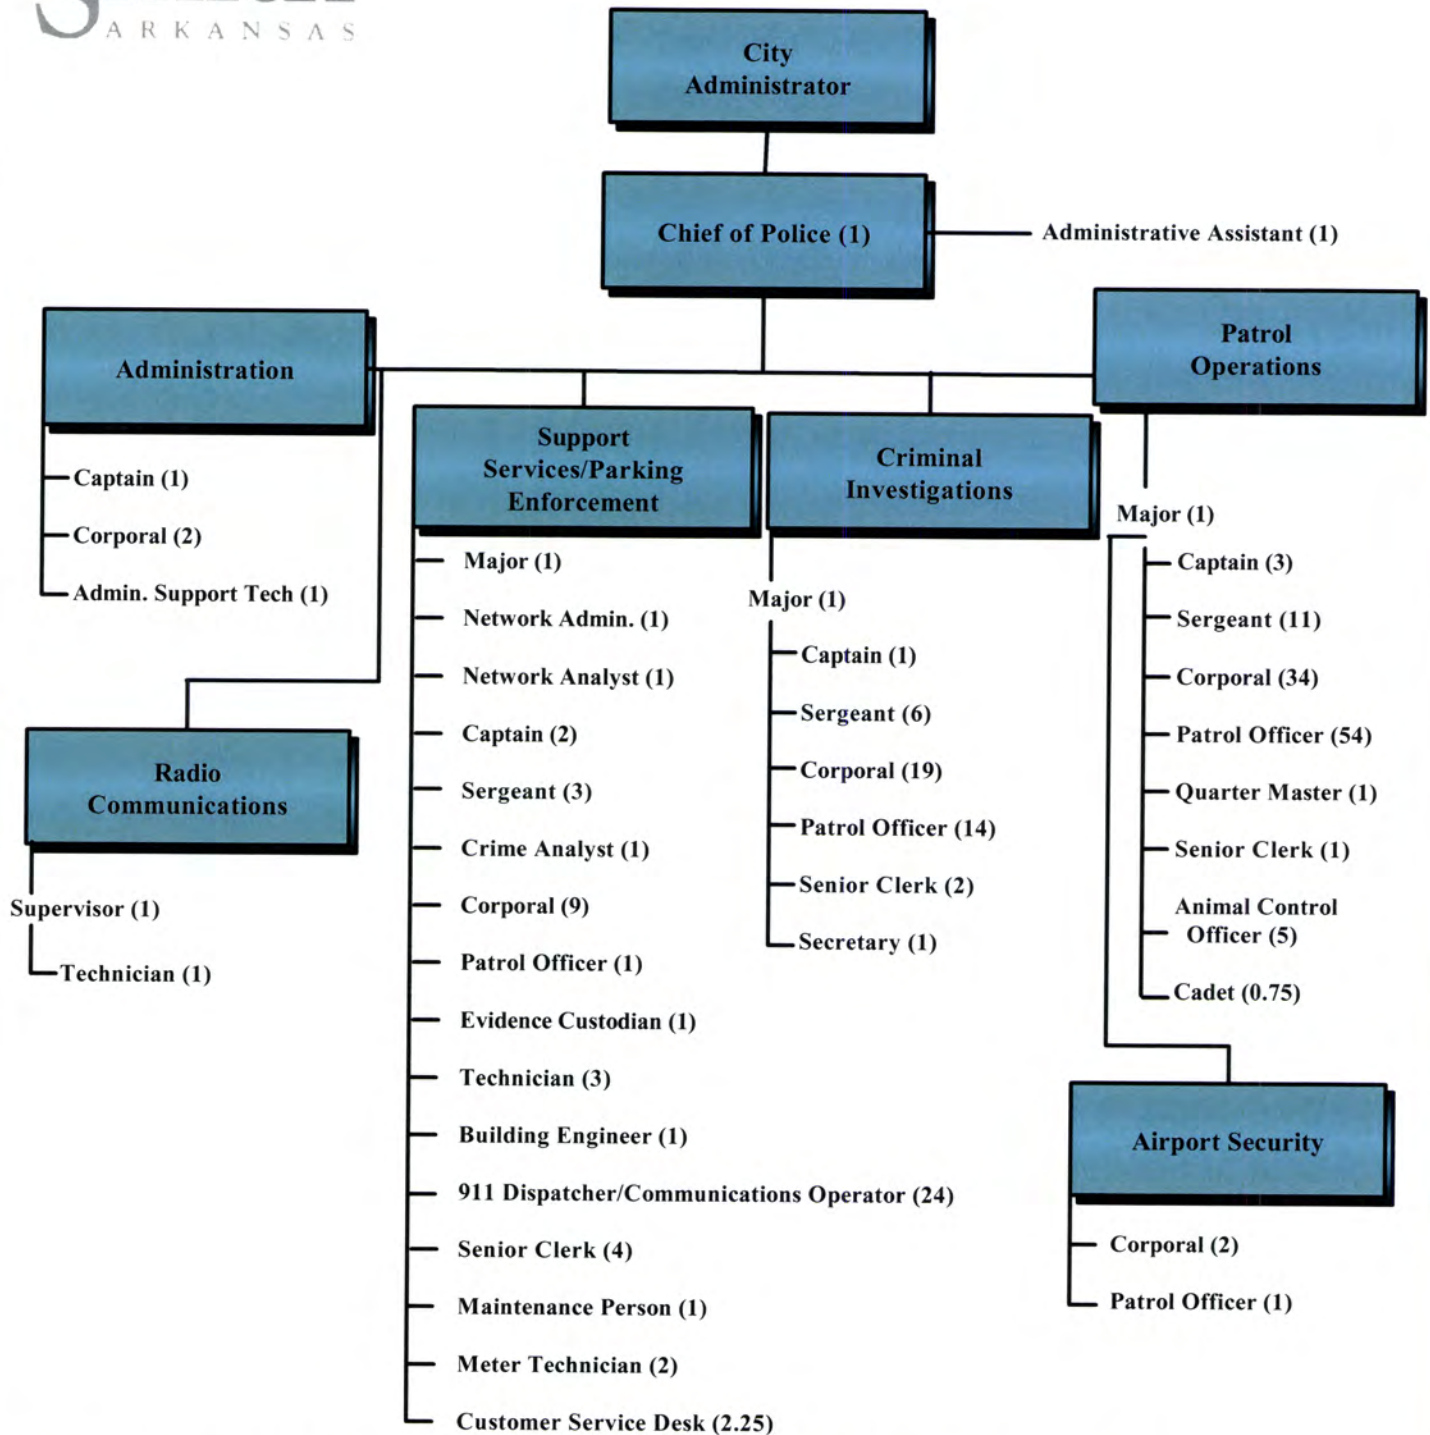 ARKANSAS
City
Administrator
Chief of Police (1)
Administrative Assistant (1)
Administration
Captain (1)
Corporal (2)
Admin. Support Tech (1)
Radio
Communications
Supervisor (1)
Technician (1)
Support
Services/Parking
Enforcement
Major (1)
Network Admin. (1)
Network Analyst (1)
Captain (2)
Sergeant (3)
Crime Analyst (1)
Corporal (9)
Patrol Officer (1)
Evidence Custodian (1)
Technician (3)
Building Engineer (1)
911 Dispatcher/Communications Operator (24)
Senior Clerk (4)
Maintenance Person (1)
Meter Technician (2)
Customer Service Desk (2.25)
Criminal
Investigations
Major (1)
Captain (1)
Sergeant (6)
Corporal (19)
Patrol Officer (14)
Senior Clerk (2)
Secretary (1)
Patrol
Operations
Major (1)
Captain (3)
Sergeant (11)
Corporal (34)
Patrol Officer (54)
Quarter Master (1)
Senior Clerk (1)
Animal Control
Officer (5)
Cadet (0.75)
Airport Security
Corporal (2)
Patrol Officer (1)